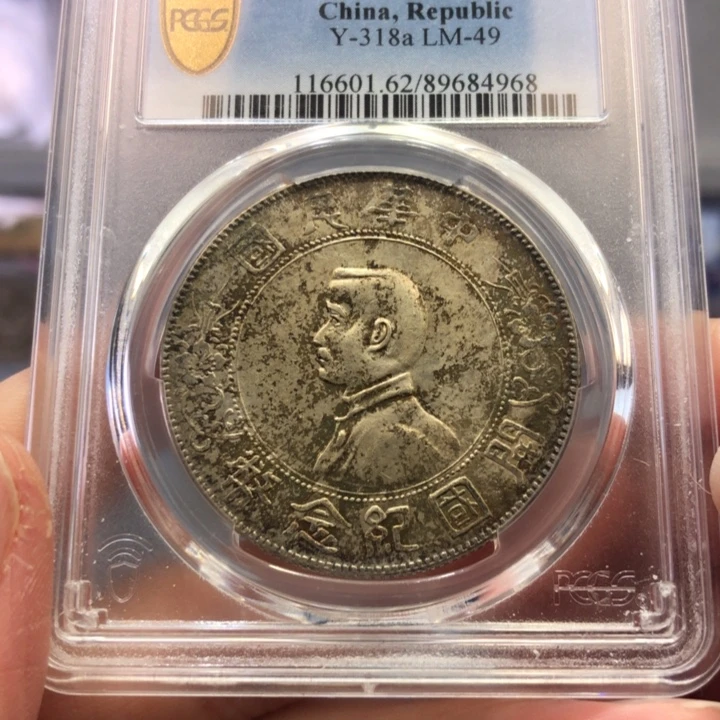 PCGS
China, Republic
Y-318a LM-49
116601.62/89684968
中華民國
開國紀念幣
PCGS